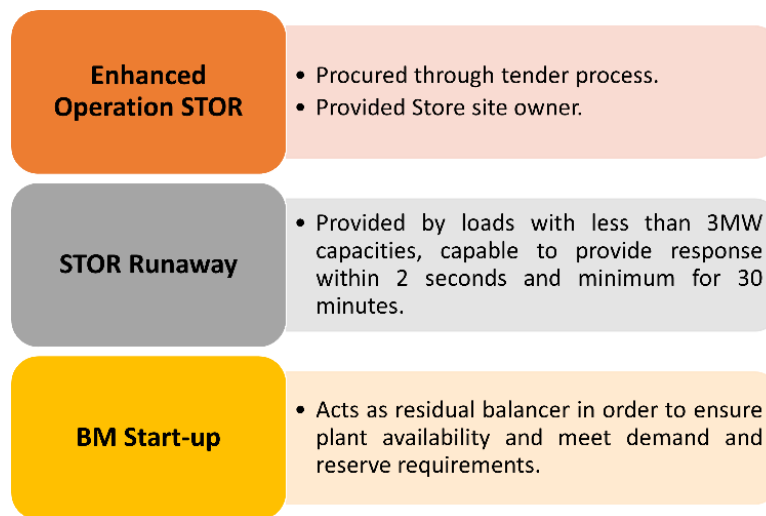 Enhanced
Operation STOR
• Procured through tender process.
• Provided Store site owner.
STOR Runaway
• Provided by loads with less than 3MW
capacities, capable to provide response
within 2 seconds and minimum for 30
minutes.
BM Start-up
• Acts as residual balancer in order to ensure
plant availability and meet demand and
reserve requirements.